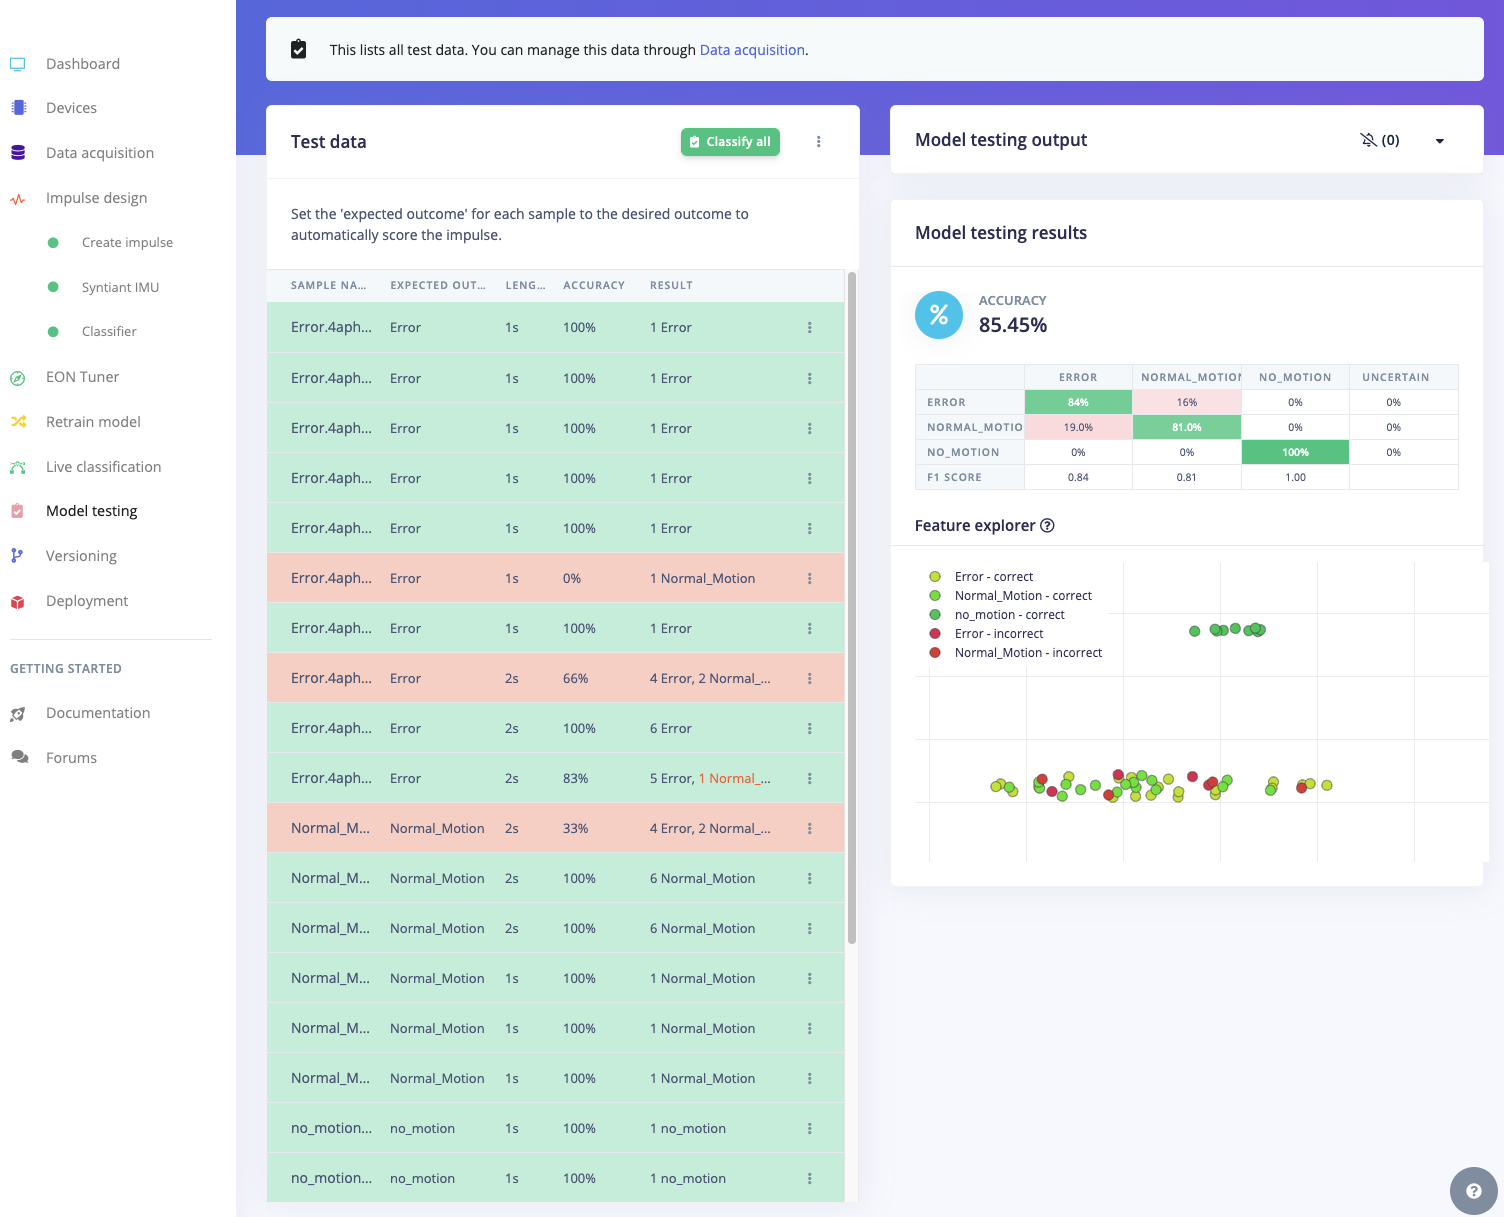 Dashboard
Devices
Data acquisition
Impulse design
Create impulse
Syntiant IMU
Classifier
EON Tuner
Retrain model
Live classification
Model testing
Versioning
Deployment
GETTING STARTED
Documentation
Forums
This lists all test data. You can manage this data through Data acquisition.
Test data
Classify all
Set the 'expected outcome' for each sample to the desired outcome to
automatically score the impulse.
SAMPLE NA... EXPECTED OUT... LENG... ACCURACY RESULT
Error.4aph... Error 1s 100% 1 Error
Error.4aph... Error 1s 100% 1 Error
Error.4aph... Error 1s 100% 1 Error
Error.4aph... Error 1s 100% 1 Error
Error.4aph... Error 1s 100% 1 Error
Error.4aph... Error 1s 0% 1 Normal_Motion
Error.4aph... Error 1s 100% 1 Error
Error.4aph... Error 2s 66% 4 Error, 2 Normal_...
Error.4aph... Error 2s 100% 6 Error
Error.4aph... Error 2s 83% 5 Error, 1 Normal_...
Normal_M... Normal_Motion 2s 33% 4 Error, 2 Normal_...
Normal_M... Normal_Motion 2s 100% 6 Normal_Motion
Normal_M... Normal_Motion 2s 100% 6 Normal_Motion
Normal_M... Normal_Motion 1s 100% 1 Normal_Motion
Normal_M... Normal_Motion 1s 100% 1 Normal_Motion
Normal_M... Normal_Motion 1s 100% 1 Normal_Motion
no_motion... no_motion 1s 100% 1 no_motion
no_motion... no_motion 1s 100% 1 no_motion
Model testing output (0)
Model testing results
%
ACCURACY
85.45%
ERROR NORMAL_MOTION NO_MOTION UNCERTAIN
ERROR 84% 16% 0% 0%
NORMAL_MOTIO 19.0% 81.0% 0% 0%
NO_MOTION 0% 0% 100% 0%
F1 SCORE 0.84 0.81 1.00
Feature explorer ?
Error - correct
Normal_Motion - correct
no_motion - correct
Error - incorrect
Normal_Motion - incorrect
?